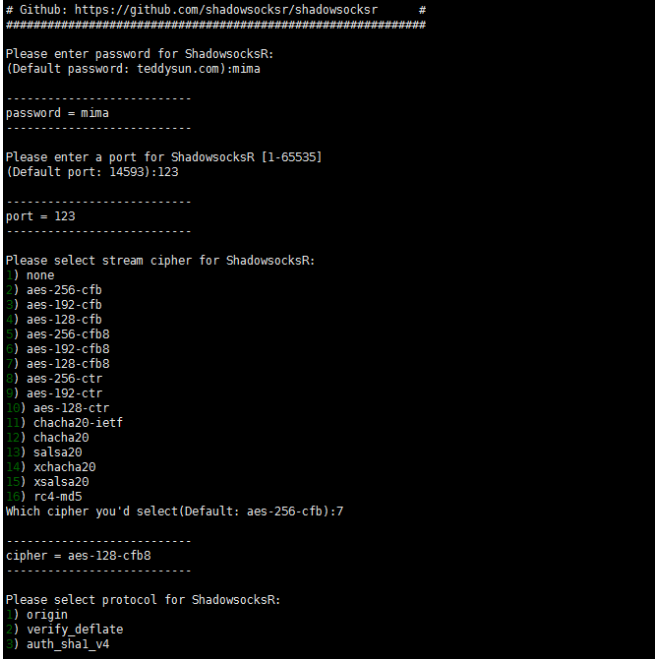 # Github: https://github.com/shadowsocksr/shadowsocksr      #
#############################################################
Please enter password for ShadowsocksR:
(Default password: teddysun.com):mima
---------------------------
password = mima
---------------------------
Please enter a port for ShadowsocksR [1-65535]
(Default port: 14593):123
---------------------------
port = 123
---------------------------
Please select stream cipher for ShadowsocksR:
1) none
2) aes-256-cfb
3) aes-192-cfb
4) aes-128-cfb
5) aes-256-cfb8
6) aes-192-cfb8
7) aes-128-cfb8
8) aes-256-ctr
9) aes-192-ctr
10) aes-128-ctr
11) chacha20-ietf
12) chacha20
13) salsa20
14) xchacha20
15) xsalsa20
16) rc4-md5
Which cipher you'd select(Default: aes-256-cfb):7
---------------------------
cipher = aes-128-cfb8
---------------------------
Please select protocol for ShadowsocksR:
1) origin
2) verify_deflate
3) auth_sha1_v4